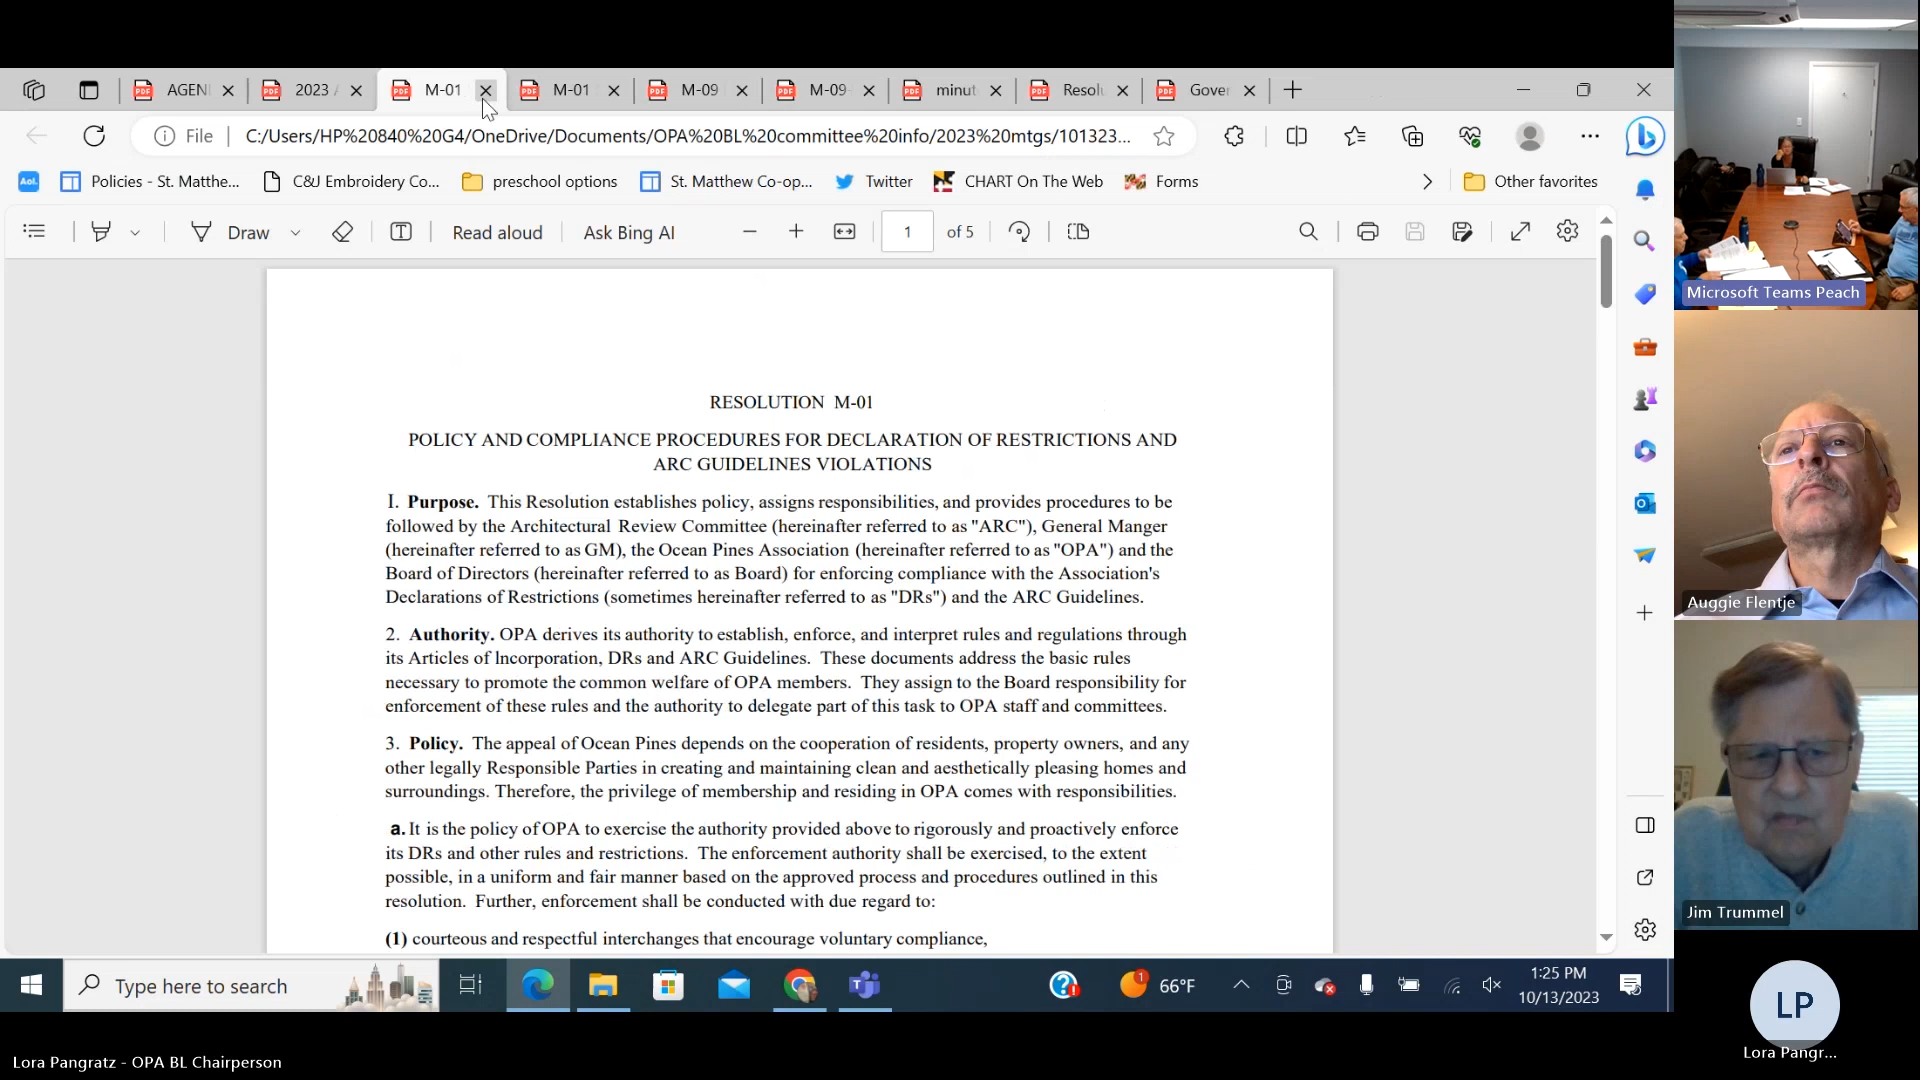 AGEN
2023
M-01
M-01
M-09
M-09-
minut
Resolu
Gover
File
C:/Users/HP%20840%20G4/OneDrive/Documents/OPA%20BL%20committee%20info/2023%20mtgs/101323...
Aol.
Policies - St. Matthe...
C&J Embroidery Co...
preschool options
St. Matthew Co-op...
Twitter
CHART On The Web
Forms
Other favorites
Draw
Read aloud
Ask Bing AI
1
of 5
RESOLUTION M-01
POLICY AND COMPLIANCE PROCEDURES FOR DECLARATION OF RESTRICTIONS AND
ARC GUIDELINES VIOLATIONS
I. Purpose. This Resolution establishes policy, assigns responsibilities, and provides procedures to be
followed by the Architectural Review Committee (hereinafter referred to as "ARC"), General Manger
(hereinafter referred to as GM), the Ocean Pines Association (hereinafter referred to as "OPA") and the
Board of Directors (hereinafter referred to as Board) for enforcing compliance with the Association's
Declarations of Restrictions (sometimes hereinafter referred to as "DRs") and the ARC Guidelines.
2. Authority. OPA derives its authority to establish, enforce, and interpret rules and regulations through
its Articles of Incorporation, DRs and ARC Guidelines. These documents address the basic rules
necessary to promote the common welfare of OPA members. They assign to the Board responsibility for
enforcement of these rules and the authority to delegate part of this task to OPA staff and committees.
3. Policy. The appeal of Ocean Pines depends on the cooperation of residents, property owners, and any
other legally Responsible Parties in creating and maintaining clean and aesthetically pleasing homes and
surroundings. Therefore, the privilege of membership and residing in OPA comes with responsibilities.
a. It is the policy of OPA to exercise the authority provided above to rigorously and proactively enforce
its DRs and other rules and restrictions. The enforcement authority shall be exercised, to the extent
possible, in a uniform and fair manner based on the approved process and procedures outlined in this
resolution. Further, enforcement shall be conducted with due regard to:
(1) courteous and respectful interchanges that encourage voluntary compliance,
Type here to search
1
66°F
1:25 PM
10/13/2023
Microsoft Teams Peach
Auggie Flentje
Jim Trummel
LP
Lora Pangr...
Lora Pangratz - OPA BL Chairperson